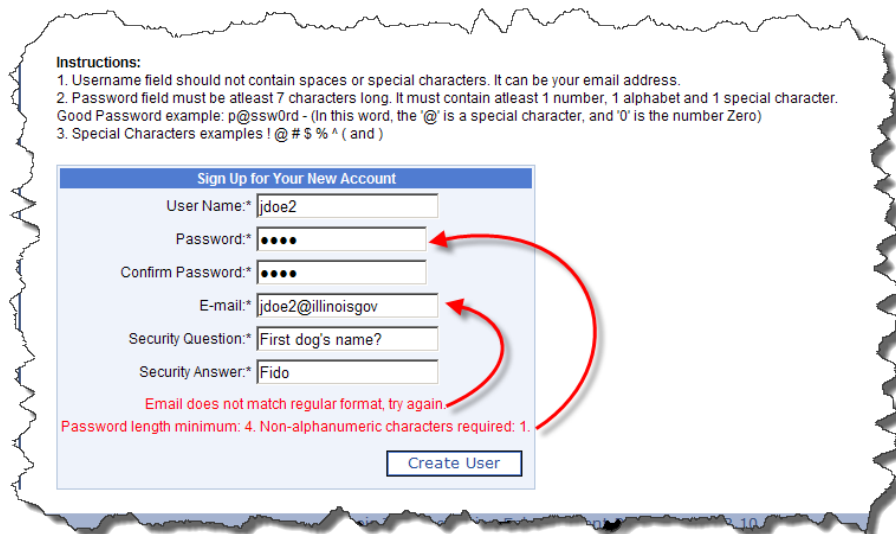 Instructions:
1. Username field should not contain spaces or special characters. It can be your email address.
2. Password field must be atleast 7 characters long. It must contain atleast 1 number, 1 alphabet and 1 special character.
Good Password example: p@ssw0rd - (In this word, the '@' is a special character, and '0' is the number Zero)
3. Special Characters examples ! @ # $ % ^ ( and )
Sign Up for Your New Account
User Name:* jdoe2
Password:* ●●●●
Confirm Password:* ●●●●
E-mail:* jdoe2@illinoisgov
Security Question:* First dog's name?
Security Answer:* Fido
Email does not match regular format, try again.
Password length minimum: 4. Non-alphanumeric characters required: 1.
Create User